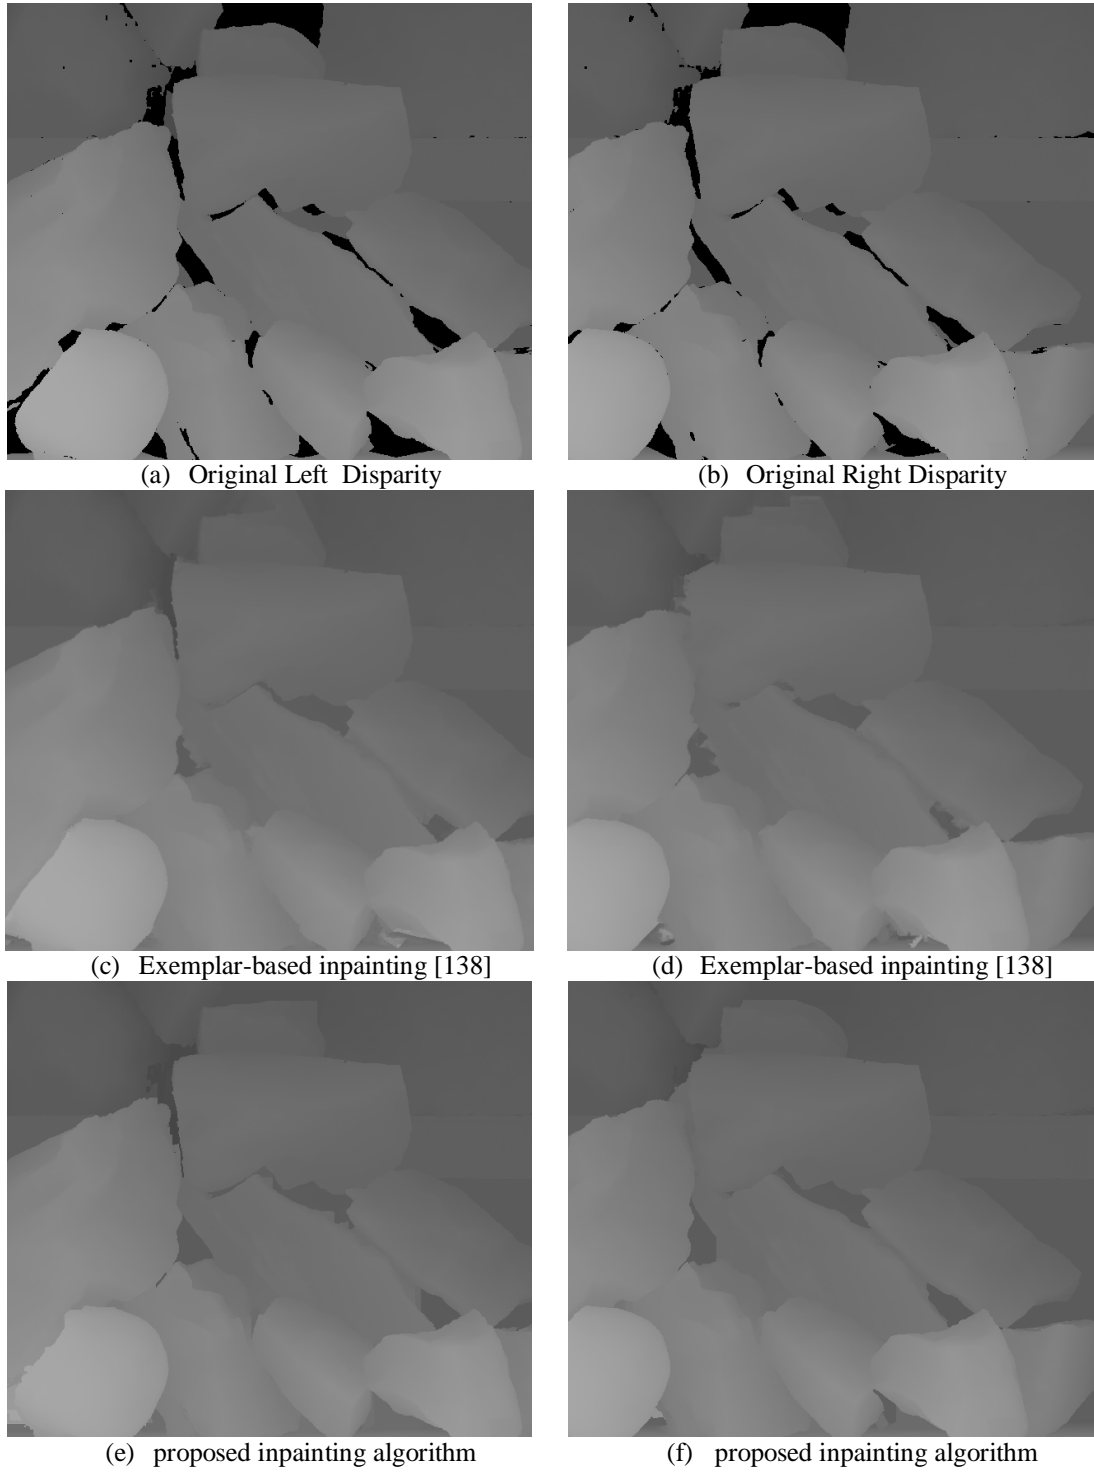 (a) Original Left Disparity
(b) Original Right Disparity
(c) Exemplar-based inpainting [138]
(d) Exemplar-based inpainting [138]
(e) proposed inpainting algorithm
(f) proposed inpainting algorithm